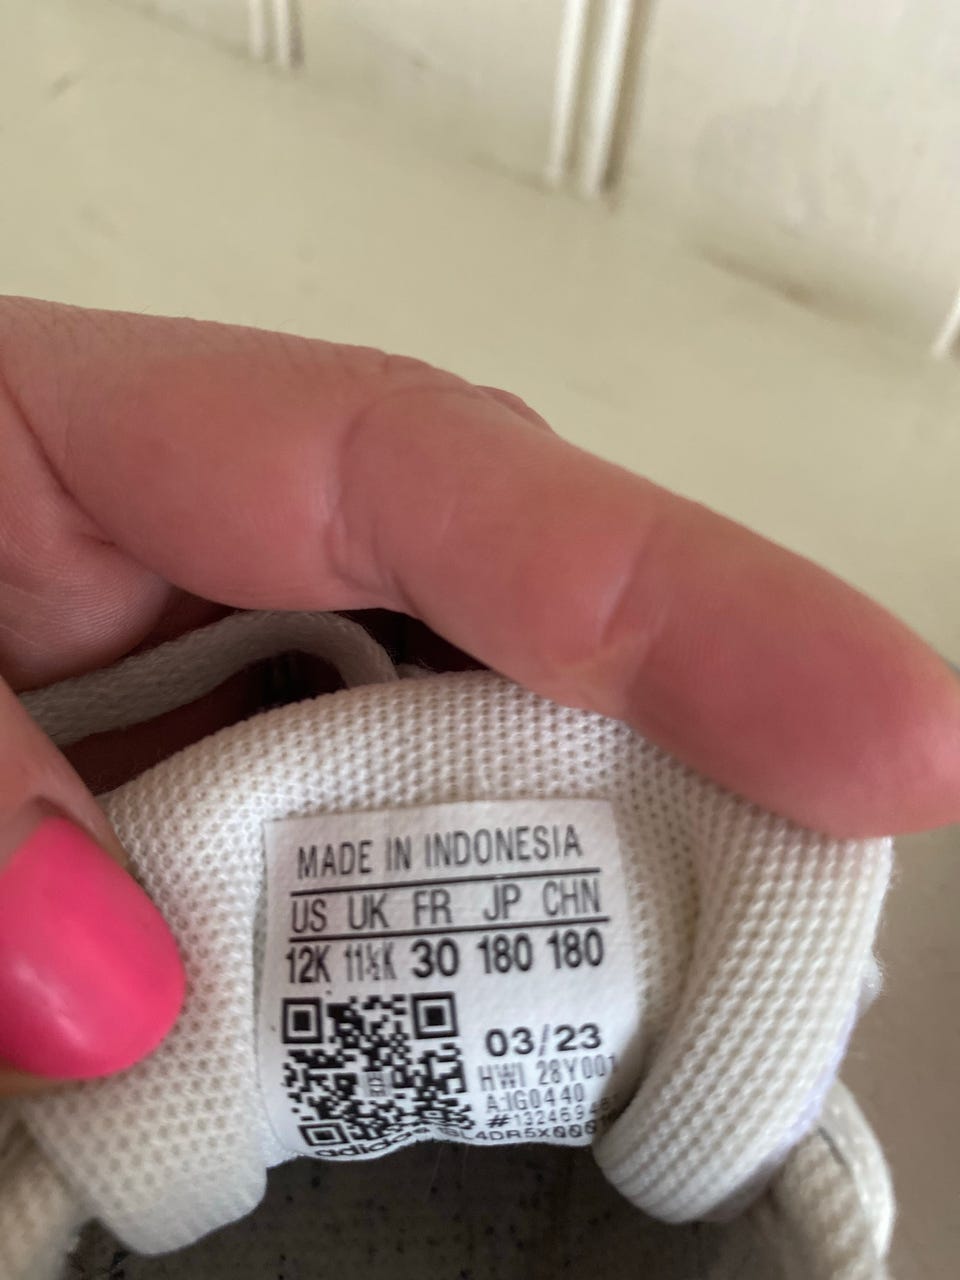 MADE IN INDONESIA
US UK FR JP CHN
12K 11½K 30 180 180
03/23
HWI 28Y001
A:IG0440
adidas